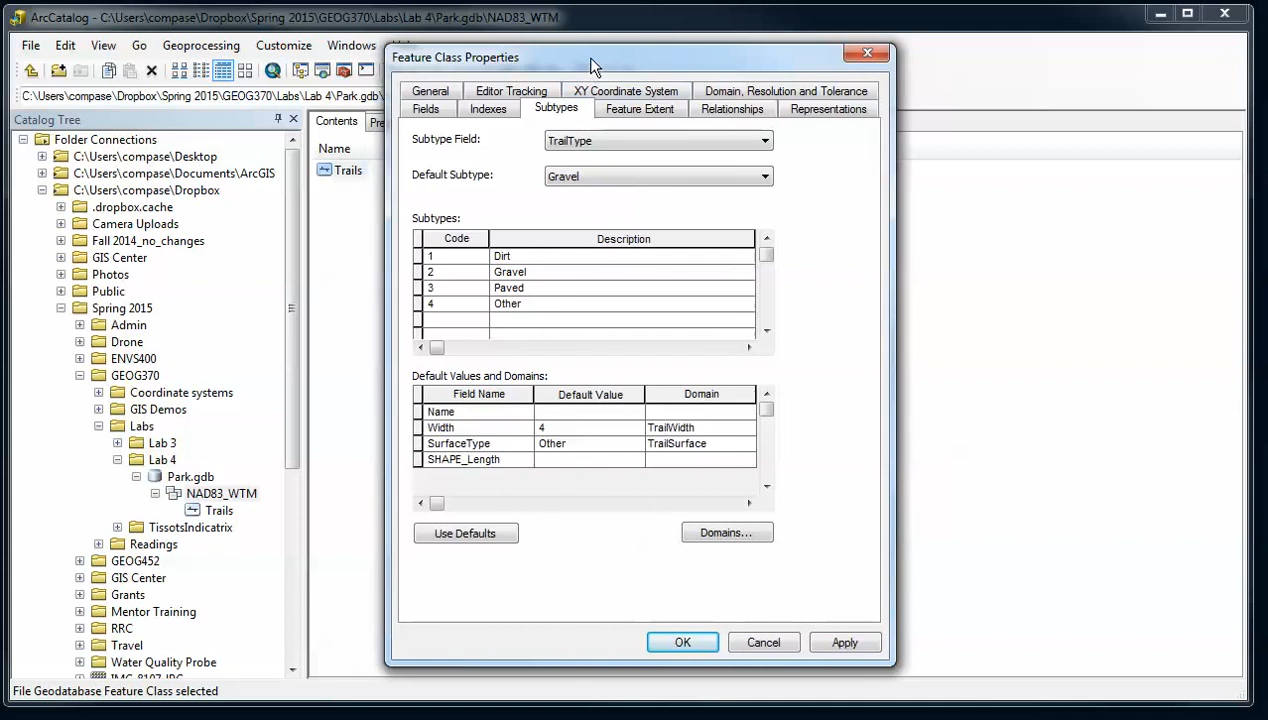 ArcCatalog - C:\Users\compase\Dropbox\Spring 2015\GEOG370\Labs\Lab 4\Park.gdb\NAD83_WTM
File Edit View Go Geoprocessing Customize Windows
C:\Users\compase\Dropbox\Spring 2015\GEOG370\Labs\Lab 4\Park.gdb\
Catalog Tree
Folder Connections
C:\Users\compase\Desktop
C:\Users\compase\Documents\ArcGIS
C:\Users\compase\Dropbox
.dropbox.cache
Camera Uploads
Fall 2014_no_changes
GIS Center
Photos
Public
Spring 2015
Admin
Drone
ENVS400
GEOG370
Coordinate systems
GIS Demos
Labs
Lab 3
Lab 4
Park.gdb
NAD83_WTM
Trails
TissotsIndicatrix
Readings
GEOG452
GIS Center
Grants
Mentor Training
RRC
Travel
Water Quality Probe
IMG_8107.JPG
Contents Pre
Name
Trails
Feature Class Properties
General Editor Tracking XY Coordinate System Domain, Resolution and Tolerance
Fields Indexes Subtypes Feature Extent Relationships Representations
Subtype Field: TrailType
Default Subtype: Gravel
Subtypes:
Code Description
1 Dirt
2 Gravel
3 Paved
4 Other
Default Values and Domains:
Field Name Default Value Domain
Name
Width 4 TrailWidth
SurfaceType Other TrailSurface
SHAPE_Length
Use Defaults Domains...
OK Cancel Apply
File Geodatabase Feature Class selected